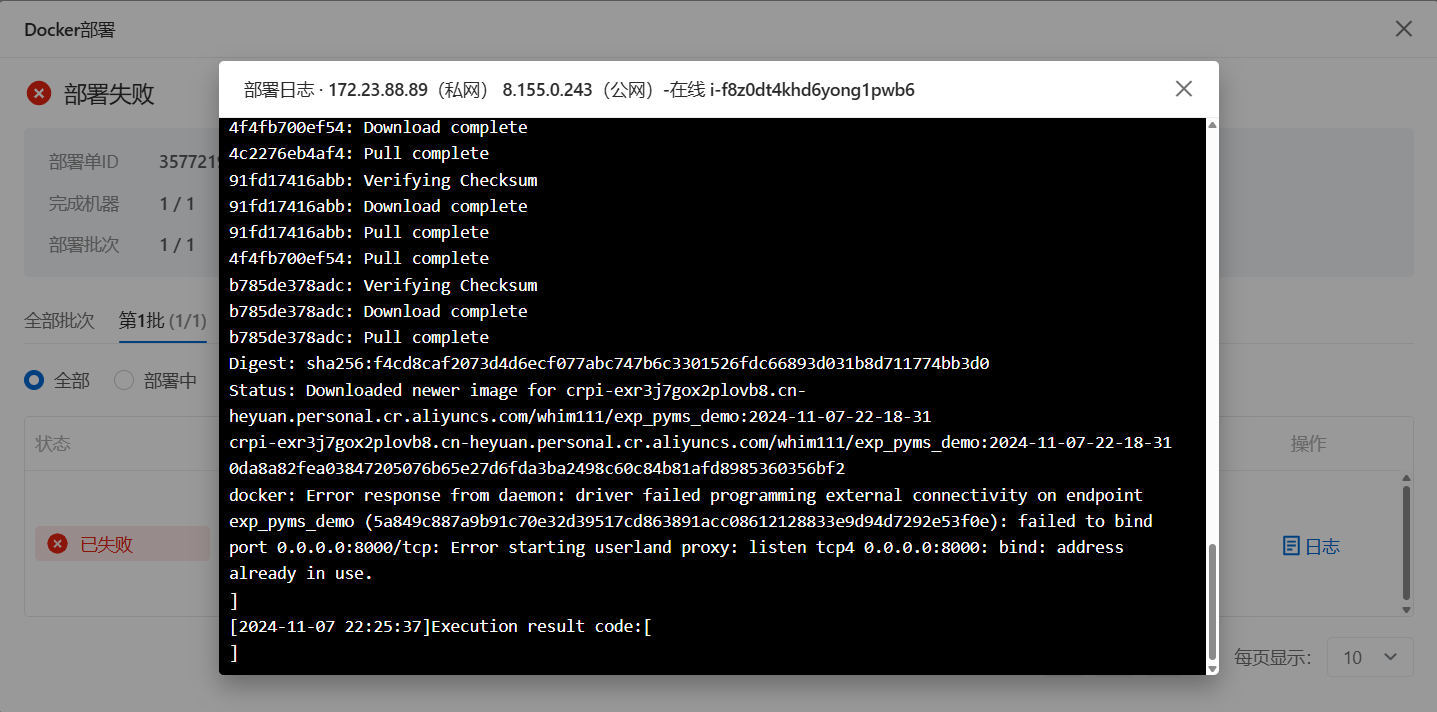 Docker部署
部署失败
部署日志 · 172.23.88.89（私网） 8.155.0.243（公网）-在线 i-f8z0dt4khd6yong1pwb6
部署单ID 357721
完成机器 1 / 1
部署批次 1 / 1
全部批次 第1批 (1/1)
全部 部署中
状态
操作
已失败
日志
每页显示： 10
4f4fb700ef54: Download complete
4c2276eb4af4: Pull complete
91fd17416abb: Verifying Checksum
91fd17416abb: Download complete
91fd17416abb: Pull complete
4f4fb700ef54: Pull complete
b785de378adc: Verifying Checksum
b785de378adc: Download complete
b785de378adc: Pull complete
Digest: sha256:f4cd8caf2073d4d6ecf077abc747b6c3301526fdc66893d031b8d711774bb3d0
Status: Downloaded newer image for crpi-exr3j7gox2plovb8.cn-
heyuan.personal.cr.aliyuncs.com/whim111/exp_pyms_demo:2024-11-07-22-18-31
crpi-exr3j7gox2plovb8.cn-heyuan.personal.cr.aliyuncs.com/whim111/exp_pyms_demo:2024-11-07-22-18-31
0da8a82fea03847205076b65e27d6fda3ba2498c60c84b81afd8985360356bf2
docker: Error response from daemon: driver failed programming external connectivity on endpoint
exp_pyms_demo (5a849c887a9b91c70e32d39517cd863891acc08612128833e9d94d7292e53f0e): failed to bind
port 0.0.0.0:8000/tcp: Error starting userland proxy: listen tcp4 0.0.0.0:8000: bind: address
already in use.
]
[2024-11-07 22:25:37]Execution result code:[
]